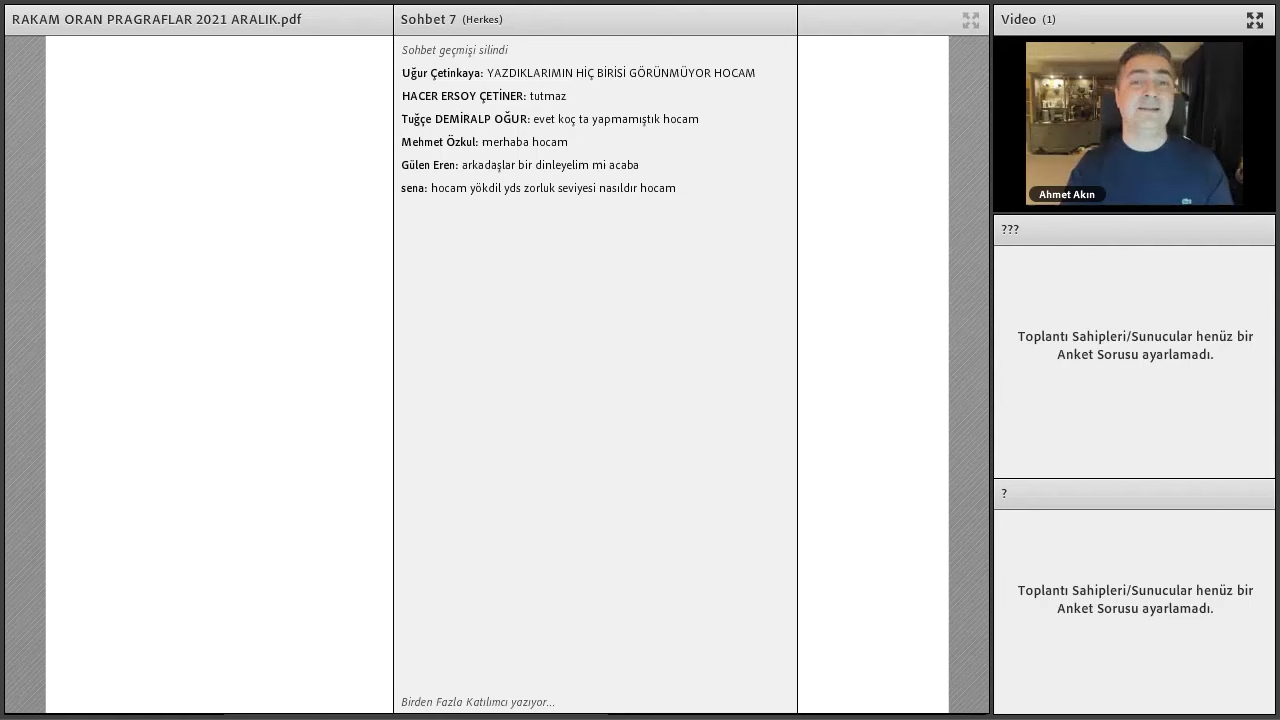 RAKAM ORAN PRAGRAFLAR 2021 ARALIK.pdf
Sohbet 7 (Herkes)
Sohbet geçmişi silindi
Uğur Çetinkaya: YAZDIKLARIMIN HİÇ BİRİSİ GÖRÜNMÜYOR HOCAM
HACER ERSOY ÇETİNER: tutmaz
Tuğçe DEMİRALP OĞUR: evet koç ta yapmamıştık hocam
Mehmet Özkul: merhaba hocam
Gülen Eren: arkadaşlar bir dinleyelim mi acaba
sena: hocam yökdil yds zorluk seviyesi nasıldır hocam
Birden Fazla Katılımcı yazıyor...
Video (1)
Ahmet Akın
???
Toplantı Sahipleri/Sunucular henüz bir
Anket Sorusu ayarlamadı.
?
Toplantı Sahipleri/Sunucular henüz bir
Anket Sorusu ayarlamadı.